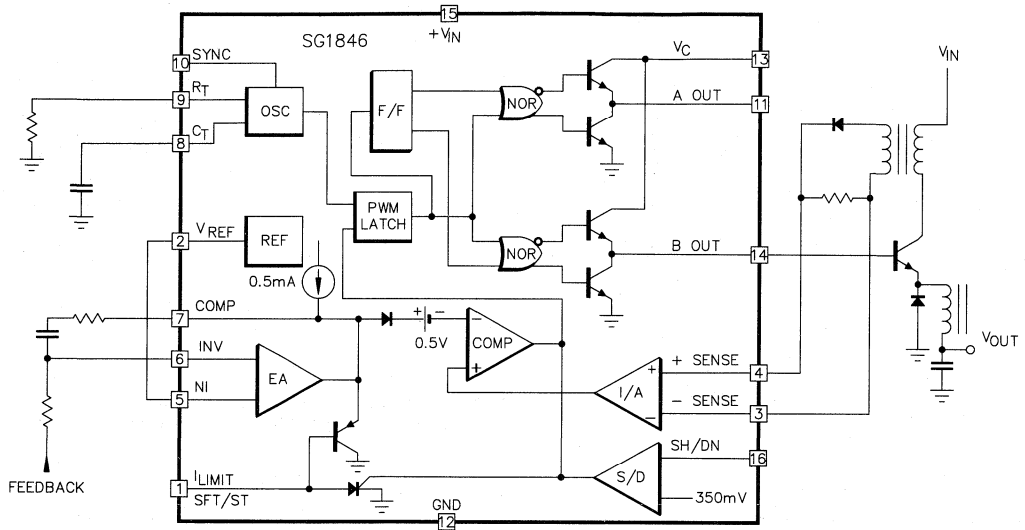 15
+VIN
SG1846
10
SYNC
9
RT
8
CT
OSC
F/F
PWM
LATCH
NOR
NOR
VC
13
A OUT
11
B OUT
14
VIN
VOUT
2
VREF
REF
0.5mA
7
COMP
+ −
0.5V
−
COMP
+
6
INV
5
NI
EA
I/A
+
−
+ SENSE
4
− SENSE
3
SH/DN
16
S/D
350mV
FEEDBACK
1
ILIMIT
SFT/ST
GND
12